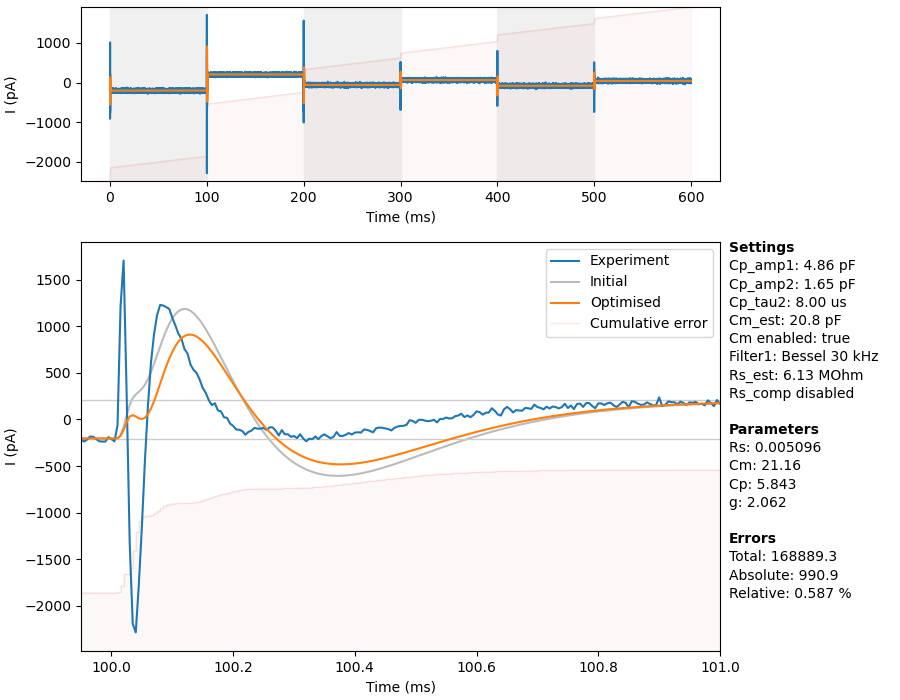 1000
0
−1000
−2000
I (pA)
0
100
200
300
400
500
600
Time (ms)
1500
1000
500
0
−500
−1000
−1500
−2000
I (pA)
100.0
100.2
100.4
100.6
100.8
101.0
Time (ms)
Experiment
Initial
Optimised
Cumulative error
Settings
Cp_amp1: 4.86 pF
Cp_amp2: 1.65 pF
Cp_tau2: 8.00 us
Cm_est: 20.8 pF
Cm enabled: true
Filter1: Bessel 30 kHz
Rs_est: 6.13 MOhm
Rs_comp disabled
Parameters
Rs: 0.005096
Cm: 21.16
Cp: 5.843
g: 2.062
Errors
Total: 168889.3
Absolute: 990.9
Relative: 0.587 %